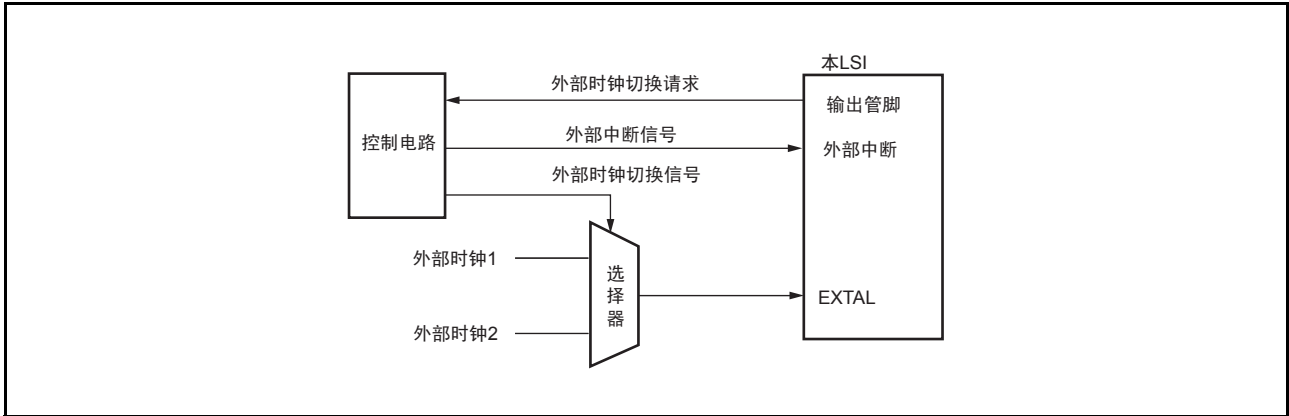 本LSI
外部时钟切换请求
输出管脚
控制电路
外部中断信号
外部中断
外部时钟切换信号
外部时钟1
选择器
EXTAL
外部时钟2